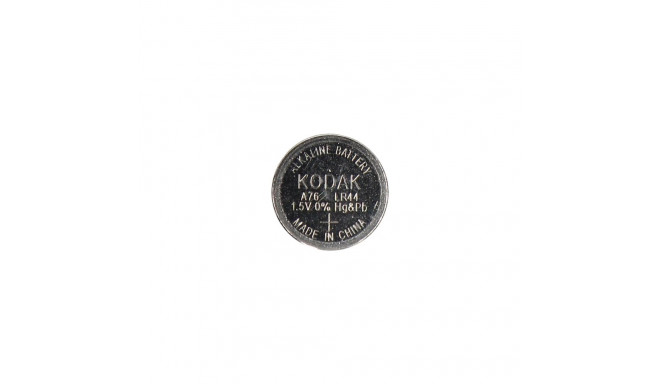 ALKALINE BATTERY
KODAK
A76 LR44
1.5V 0% Hg&Pb
+
MADE IN CHINA